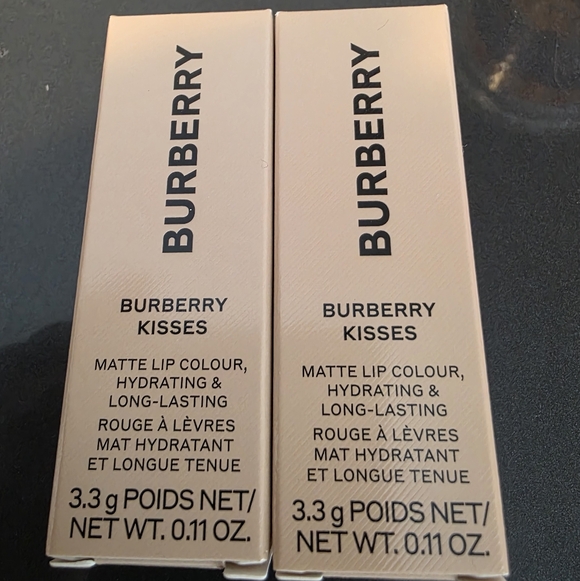 BURBERRY
BURBERRY
KISSES
MATTE LIP COLOUR,
HYDRATING &
LONG-LASTING
ROUGE À LÈVRES
MAT HYDRATANT
ET LONGUE TENUE
3.3 g POIDS NET/
NET WT. 0.11 OZ.
BURBERRY
BURBERRY
KISSES
MATTE LIP COLOUR,
HYDRATING &
LONG-LASTING
ROUGE À LÈVRES
MAT HYDRATANT
ET LONGUE TENUE
3.3 g POIDS NET/
NET WT. 0.11 OZ.